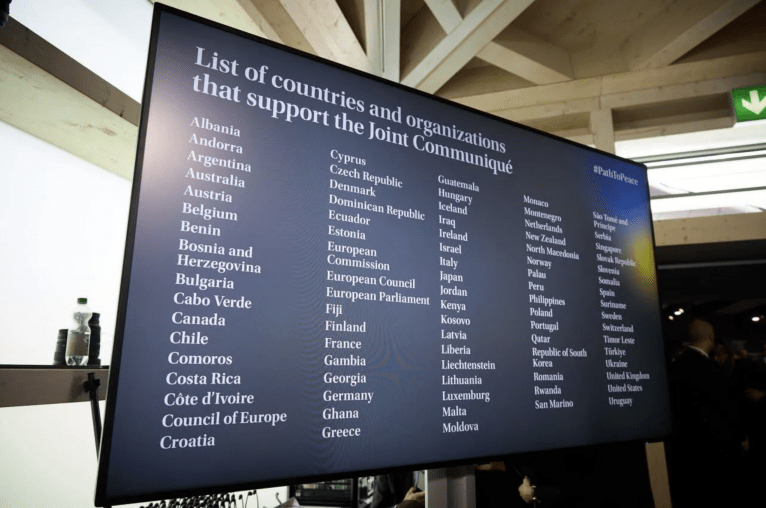 List of countries and organizations
that support the Joint Communiqué
#PathToPeace
Albania
Andorra
Argentina
Australia
Austria
Belgium
Benin
Bosnia and
Herzegovina
Bulgaria
Cabo Verde
Canada
Chile
Comoros
Costa Rica
Côte d'Ivoire
Council of Europe
Croatia
Cyprus
Czech Republic
Denmark
Dominican Republic
Ecuador
Estonia
European
Commission
European Council
European Parliament
Fiji
Finland
France
Gambia
Georgia
Germany
Ghana
Greece
Guatemala
Hungary
Iceland
Iraq
Ireland
Israel
Italy
Japan
Jordan
Kenya
Kosovo
Latvia
Liberia
Liechtenstein
Lithuania
Luxemburg
Malta
Moldova
Monaco
Montenegro
Netherlands
New Zealand
North Macedonia
Norway
Palau
Peru
Philippines
Poland
Portugal
Qatar
Republic of South
Korea
Romania
Rwanda
San Marino
São Tomé and
Príncipe
Serbia
Singapore
Slovak Republic
Slovenia
Somalia
Spain
Suriname
Sweden
Switzerland
Timor Leste
Türkiye
Ukraine
United Kingdom
United States
Uruguay